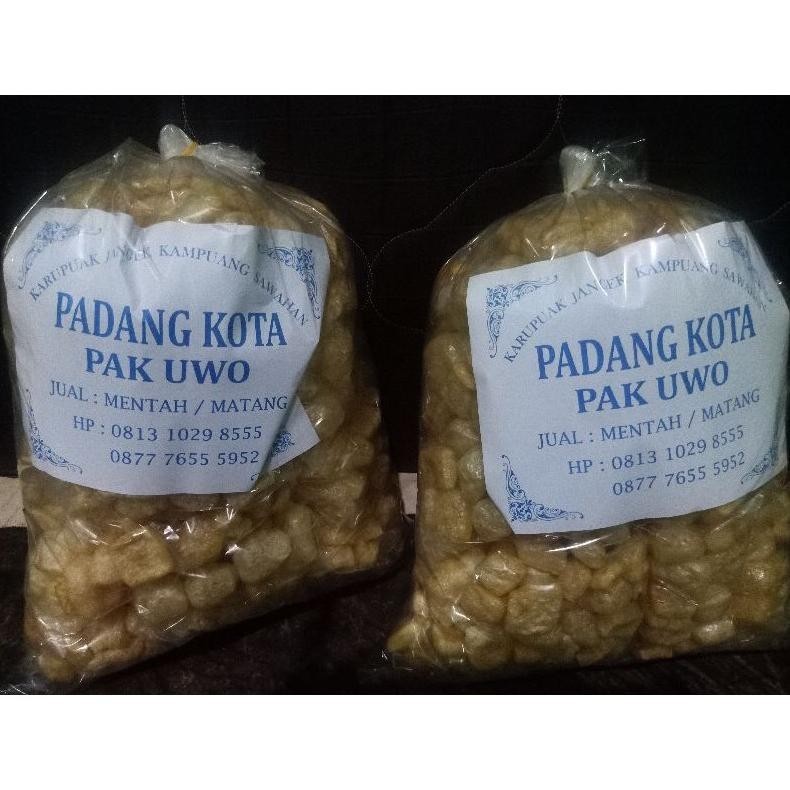 KARUPUAK JANGEK KAMPUANG SAWAHAN
PADANG KOTA
PAK UWO
JUAL : MENTAH / MATANG
HP : 0813 1029 8555
0877 7655 5952
KARUPUAK JANGEK KAMPUANG SAWAHAN
PADANG KOTA
PAK UWO
JUAL : MENTAH / MATANG
HP : 0813 1029 8555
0877 7655 5952